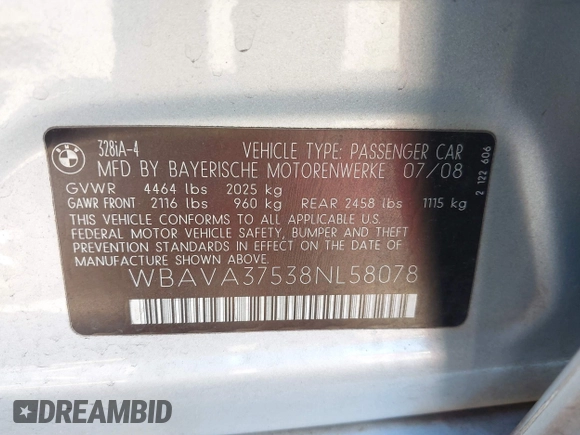 BMW
328iA-4
VEHICLE TYPE: PASSENGER CAR
MFD BY BAYERISCHE MOTORENWERKE 07/08
GVWR 4464 lbs 2025 kg
GAWR FRONT 2116 lbs 960 kg REAR 2458 lbs 1115 kg
THIS VEHICLE CONFORMS TO ALL APPLICABLE U.S.
FEDERAL MOTOR VEHICLE SAFETY, BUMPER AND THEFT
PREVENTION STANDARDS IN EFFECT ON THE DATE OF
MANUFACTURE SHOWN ABOVE.
WBAVA37538NL58078
2 122 606
DREAMBID